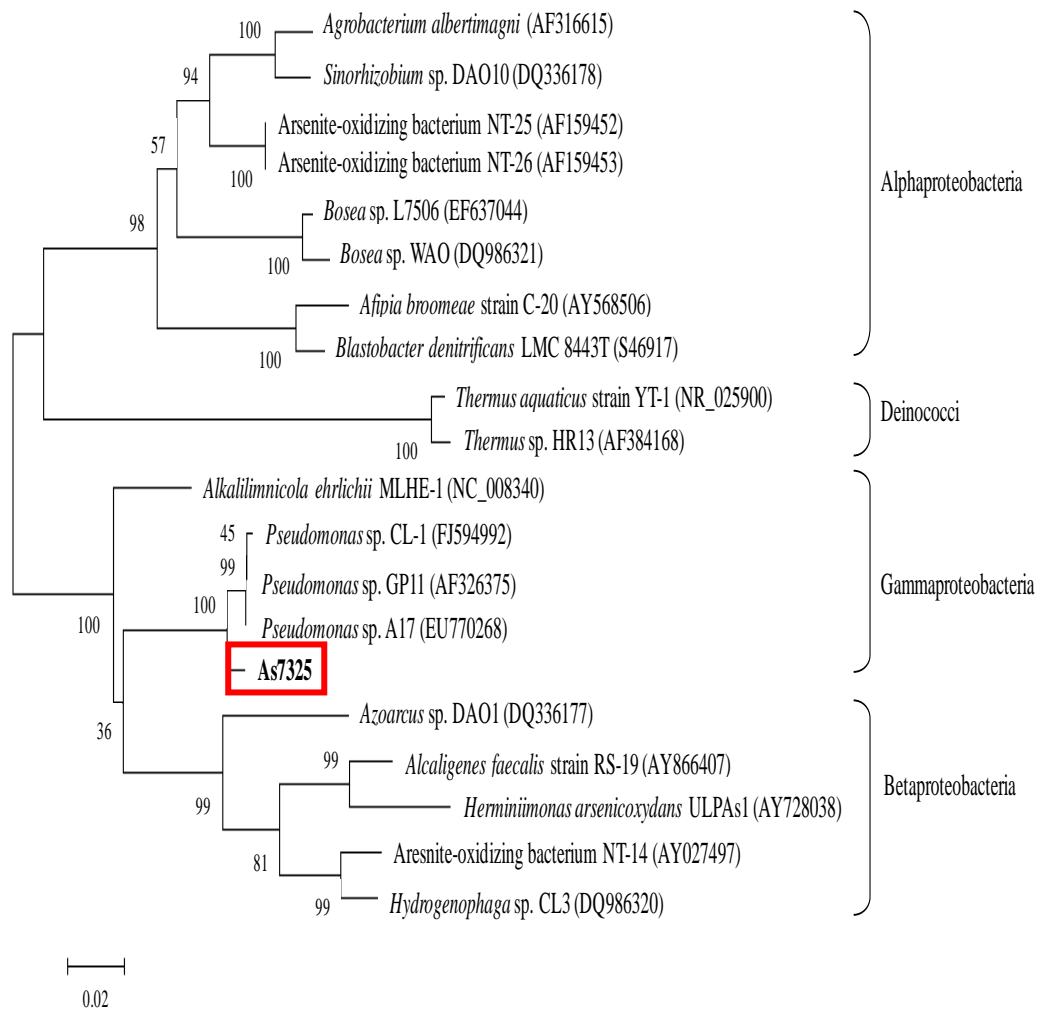 100
Agrobacterium albertimagni (AF316615)
94
Sinorhizobium sp. DAO10 (DQ336178)
Arsenite-oxidizing bacterium NT-25 (AF159452)
57
Arsenite-oxidizing bacterium NT-26 (AF159453)
100
Alphaproteobacteria
98
Bosea sp. L7506 (EF637044)
Bosea sp. WAO (DQ986321)
100
Afipia broomeae strain C-20 (AY568506)
Blastobacter denitrificans LMC 8443T (S46917)
100
Thermus aquaticus strain YT-1 (NR_025900)
Deinococci
Thermus sp. HR13 (AF384168)
100
Alkalilimnicola ehrlichii MLHE-1 (NC_008340)
45
Pseudomonas sp. CL-1 (FJ594992)
99
Pseudomonas sp. GP11 (AF326375)
Gammaproteobacteria
100
100
Pseudomonas sp. A17 (EU770268)
As7325
36
Azoarcus sp. DAO1 (DQ336177)
99
Alcaligenes faecalis strain RS-19 (AY866407)
Betaproteobacteria
99
Herminiimonas arsenicoxydans ULPAs1 (AY728038)
81
Aresnite-oxidizing bacterium NT-14 (AY027497)
99
Hydrogenophaga sp. CL3 (DQ986320)
0.02